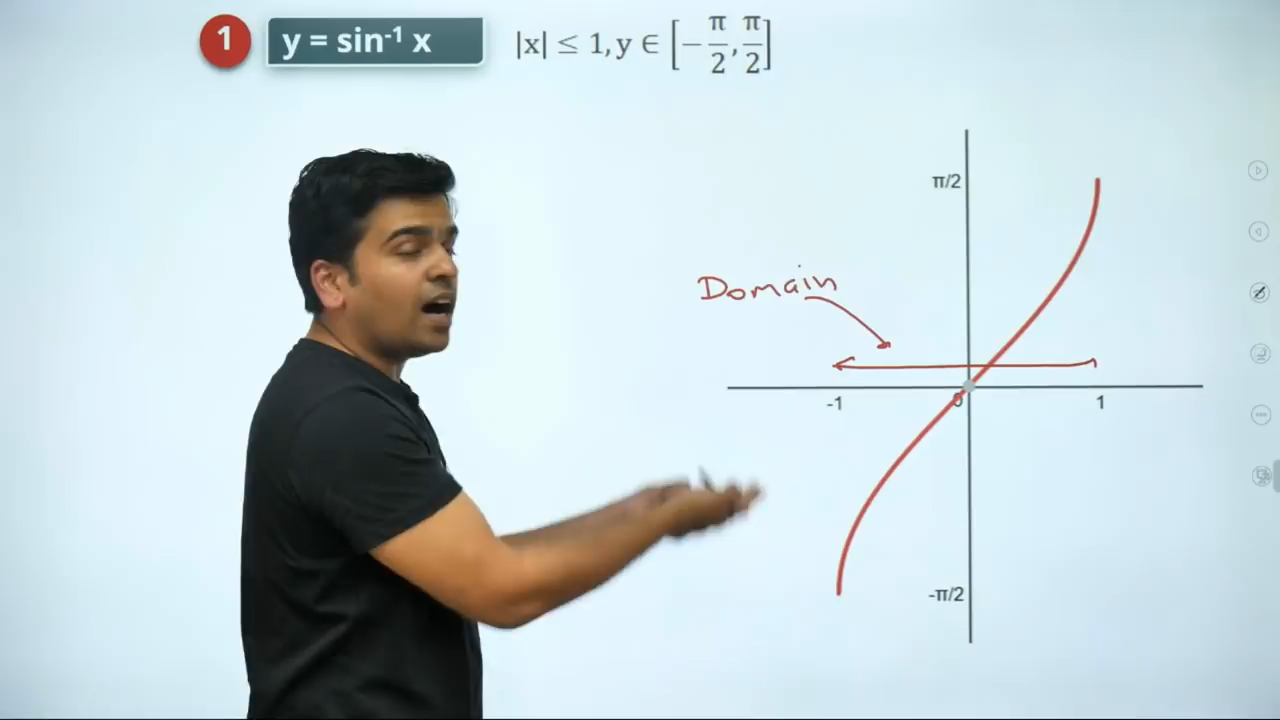 1 y = sin⁻¹ x |x| ≤ 1, y ∈ [−π/2, π/2]
π/2
Domain
-1 0 1
-π/2